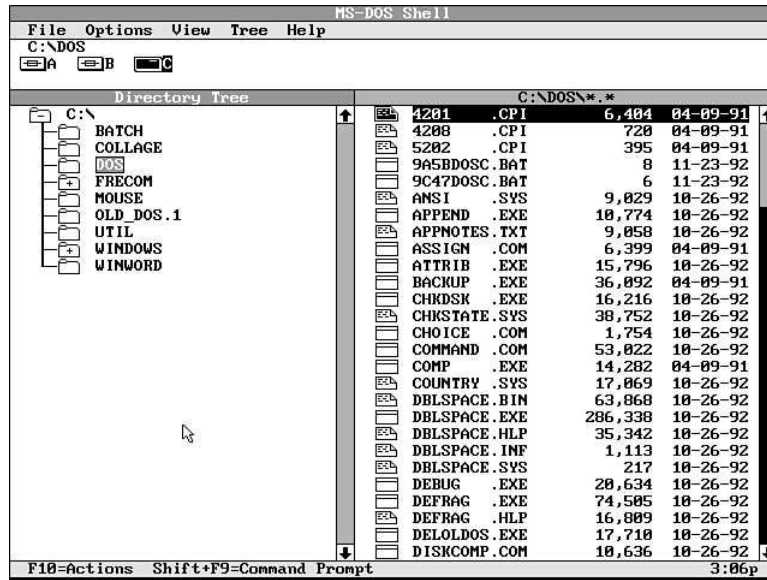 MS-DOS Shell
File Options View Tree Help
C:\DOS
A B C
Directory Tree
C:\
BATCH
COLLAGE
DOS
FRECOM
MOUSE
OLD_DOS.1
UTIL
WINDOWS
WINWORD
C:\DOS\*.*
4201 .CPI 6,404 04-09-91
4208 .CPI 720 04-09-91
5202 .CPI 395 04-09-91
9A5BDOSC.BAT 8 11-23-92
9C47DOSC.BAT 6 11-23-92
ANSI .SYS 9,029 10-26-92
APPEND .EXE 10,774 10-26-92
APPNOTES.TXT 9,058 10-26-92
ASSIGN .COM 6,399 04-09-91
ATTRIB .EXE 15,796 10-26-92
BACKUP .EXE 36,092 04-09-91
CHKDSK .EXE 16,216 10-26-92
CHKSTATE.SYS 38,752 10-26-92
CHOICE .COM 1,754 10-26-92
COMMAND .COM 53,022 10-26-92
COMP .EXE 14,282 04-09-91
COUNTRY .SYS 17,069 10-26-92
DBLSPACE.BIN 63,868 10-26-92
DBLSPACE.EXE 286,338 10-26-92
DBLSPACE.HLP 35,342 10-26-92
DBLSPACE.INF 1,113 10-26-92
DBLSPACE.SYS 217 10-26-92
DEBUG .EXE 20,634 10-26-92
DEFRAG .EXE 74,505 10-26-92
DEFRAG .HLP 16,809 10-26-92
DELOLDOS.EXE 17,710 10-26-92
DISKCOMP.COM 10,636 10-26-92
F10=Actions Shift+F9=Command Prompt 3:06p